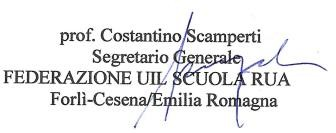 prof. Costantino Scamperti
Segretario Generale
FEDERAZIONE UIL SCUOLA RUA
Forlì-Cesena/Emilia Romagna